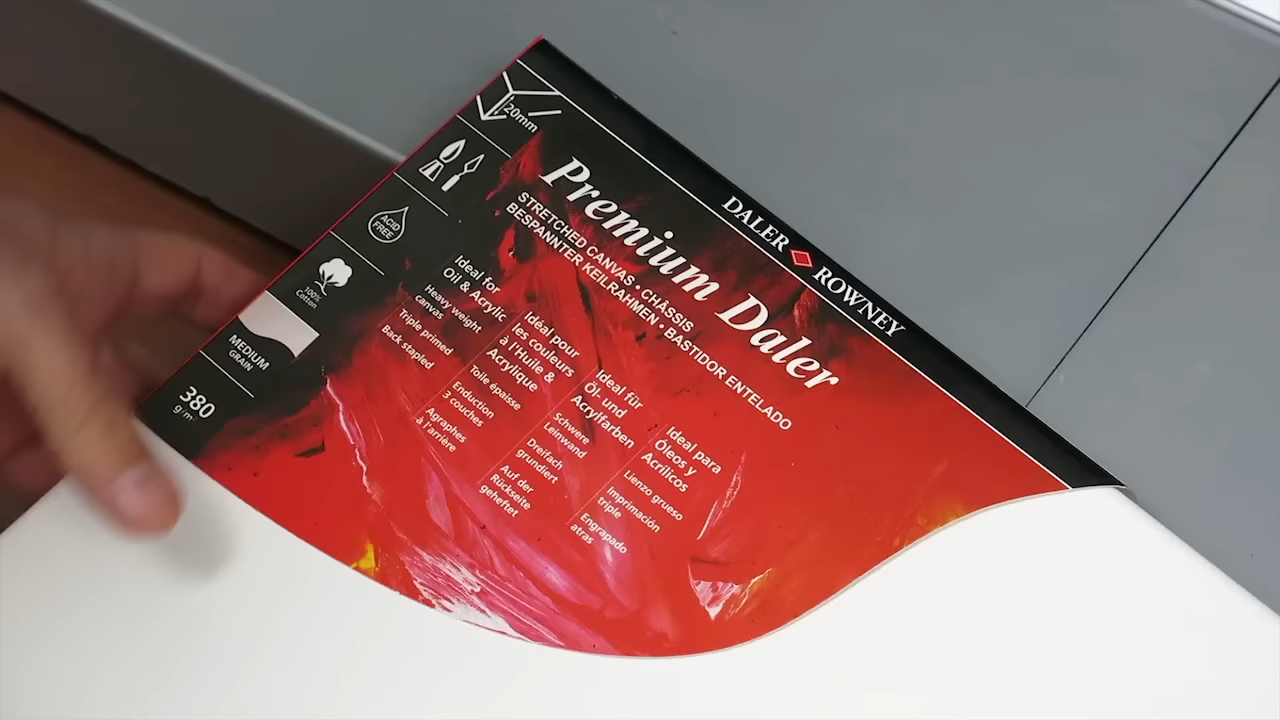 DALER ROWNEY
20mm
Premium Daler
STRETCHED CANVAS • CHÂSSIS
BESPANNTER KEILRAHMEN • BASTIDOR ENTELADO
ACID
FREE
100%
Cotton
MEDIUM
GRAIN
380
g/m²
Ideal for
Oil & Acrylic
Heavy weight
canvas
Triple primed
Back stapled
Idéal pour
les couleurs
à l'Huile &
Acrylique
Toile épaisse
Enduction
3 couches
Agraphes
à l'arrière
Ideal für
Öl- und
Acrylfarben
Schwere
Leinwand
Dreifach
grundiert
Auf der
Rückseite
geheftet
Ideal para
Óleos y
Acrílicos
Lienzo grueso
Imprimación
triple
Engrapado
atras